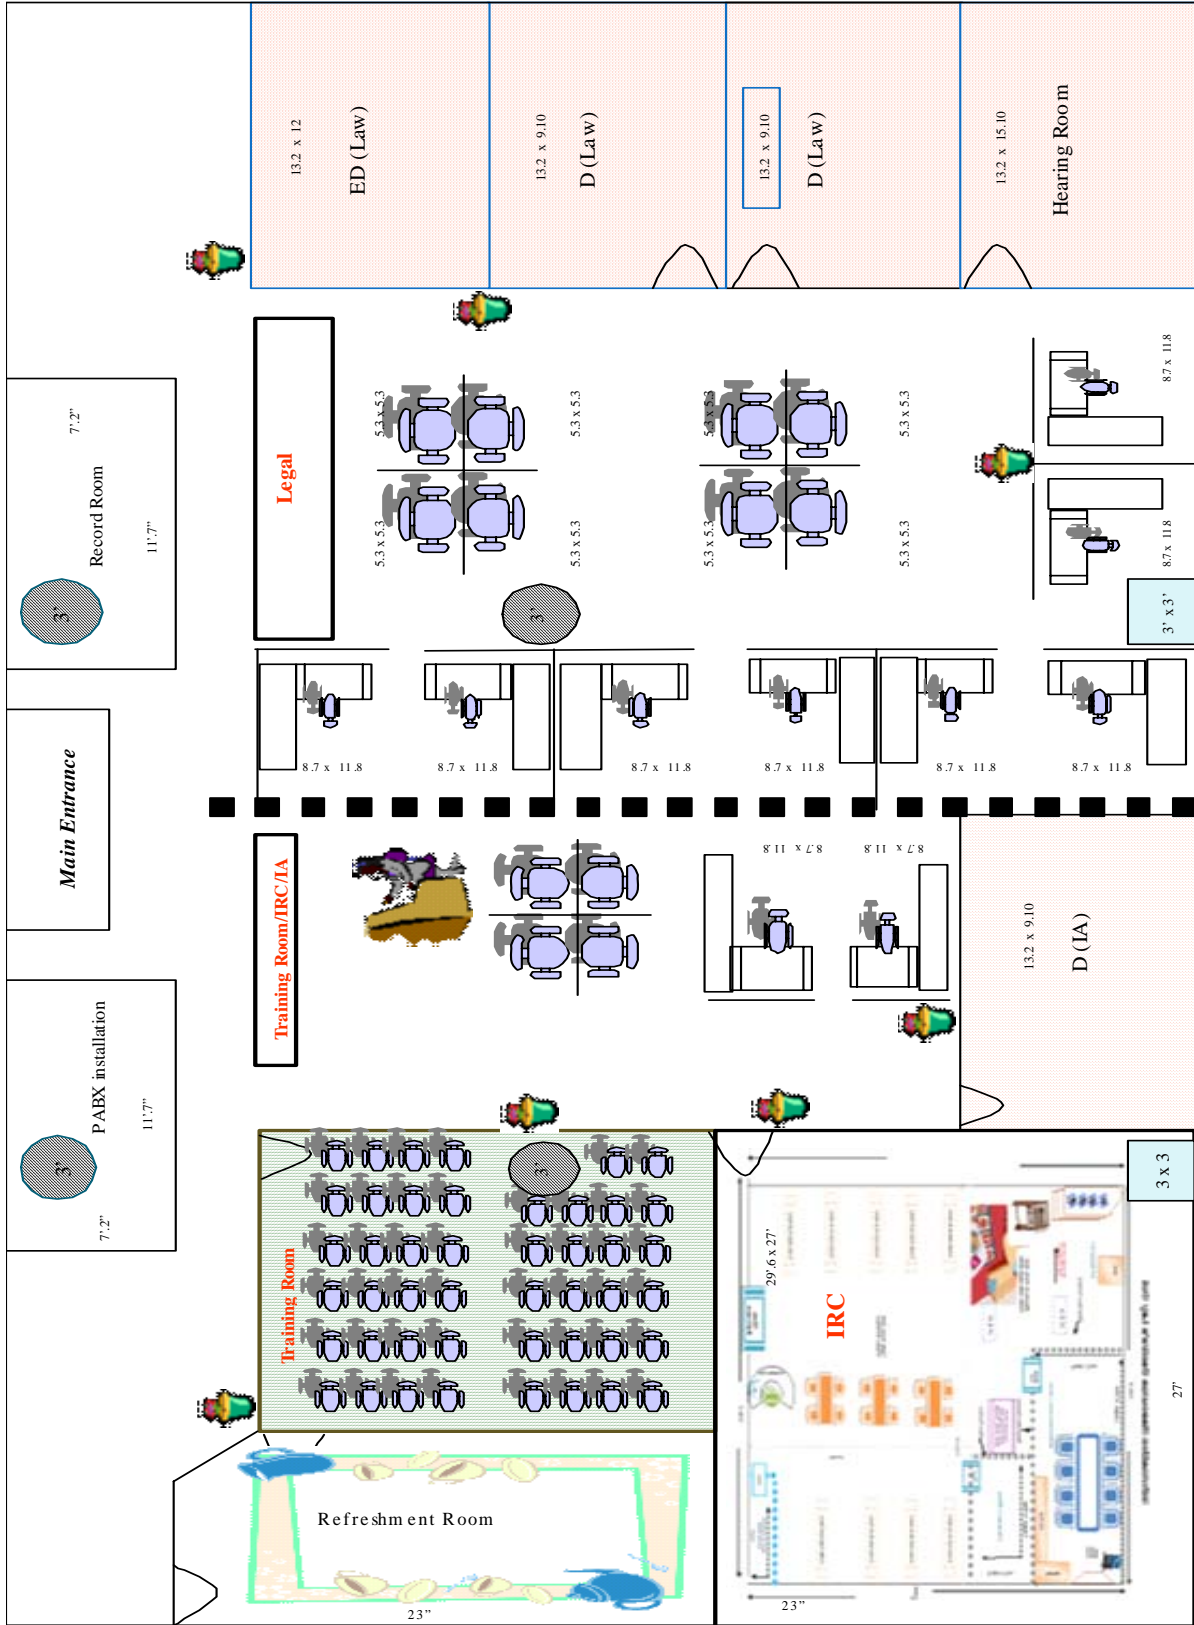 13.2 x 12
ED (Law)
13.2 x 9.10
D (Law)
13.2 x 9.10
D (Law)
13.2 x 15.10
Hearing Room
7'.2"
Record Room
11'.7"
3'
Legal
5.3 x 5.3
5.3 x 5.3
5.3 x 5.3
5.3 x 5.3
5.3 x 5.3
5.3 x 5.3
5.3 x 5.3
5.3 x 5.3
3'
8.7 x 11.8
8.7 x 11.8
3' x 3'
8.7 x 11.8
8.7 x 11.8
8.7 x 11.8
8.7 x 11.8
8.7 x 11.8
8.7 x 11.8
Main Entrance
Training Room/IRC/IA
8.7 x 11.8
8.7 x 11.8
13.2 x 9.10
D (IA)
PABX installation
11'.7"
3'
7'.2"
Training Room
3'
29'.6 x 27'
IRC
3 x 3
27'
23"
Refreshment Room
23"